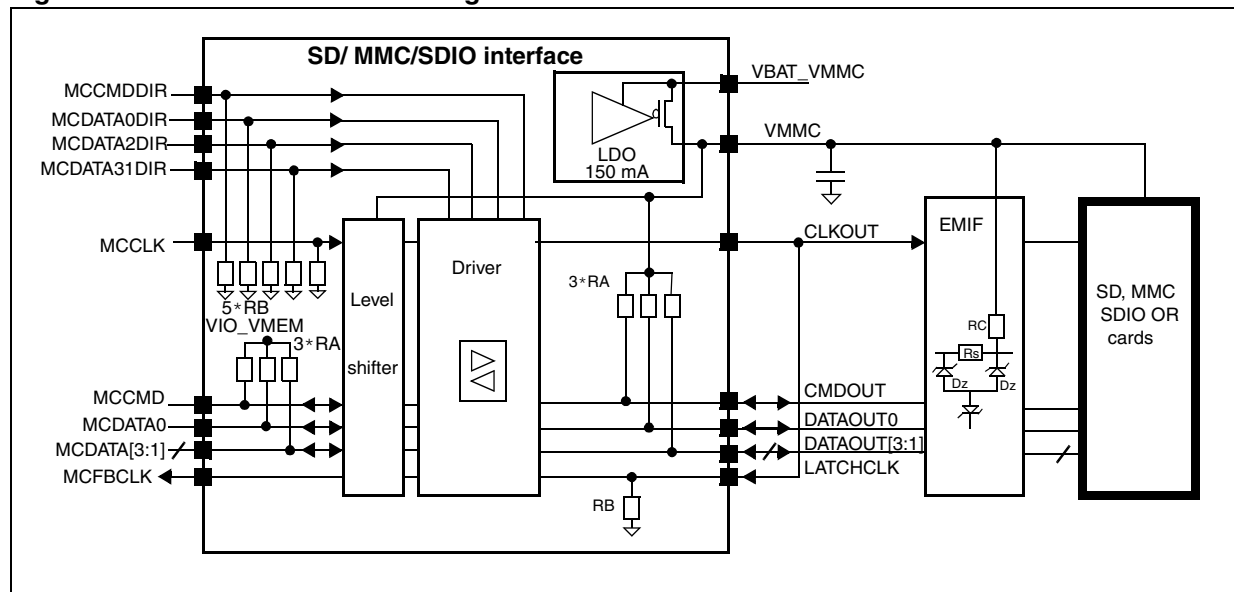 SD/ MMC/SDIO interface
VBAT_VMMC
MCCMDDIR
MCDATA0DIR
MCDATA2DIR
MCDATA31DIR
LDO
150 mA
VMMC
MCCLK
CLKOUT
EMIF
Driver
Level
shifter
5*RB
VIO_VMEM
3*RA
3*RA
SD, MMC
SDIO OR
cards
RC
Rs
Dz
Dz
MCCMD
MCDATA0
MCDATA[3:1]
MCFBCLK
CMDOUT
DATAOUT0
DATAOUT[3:1]
LATCHCLK
RB